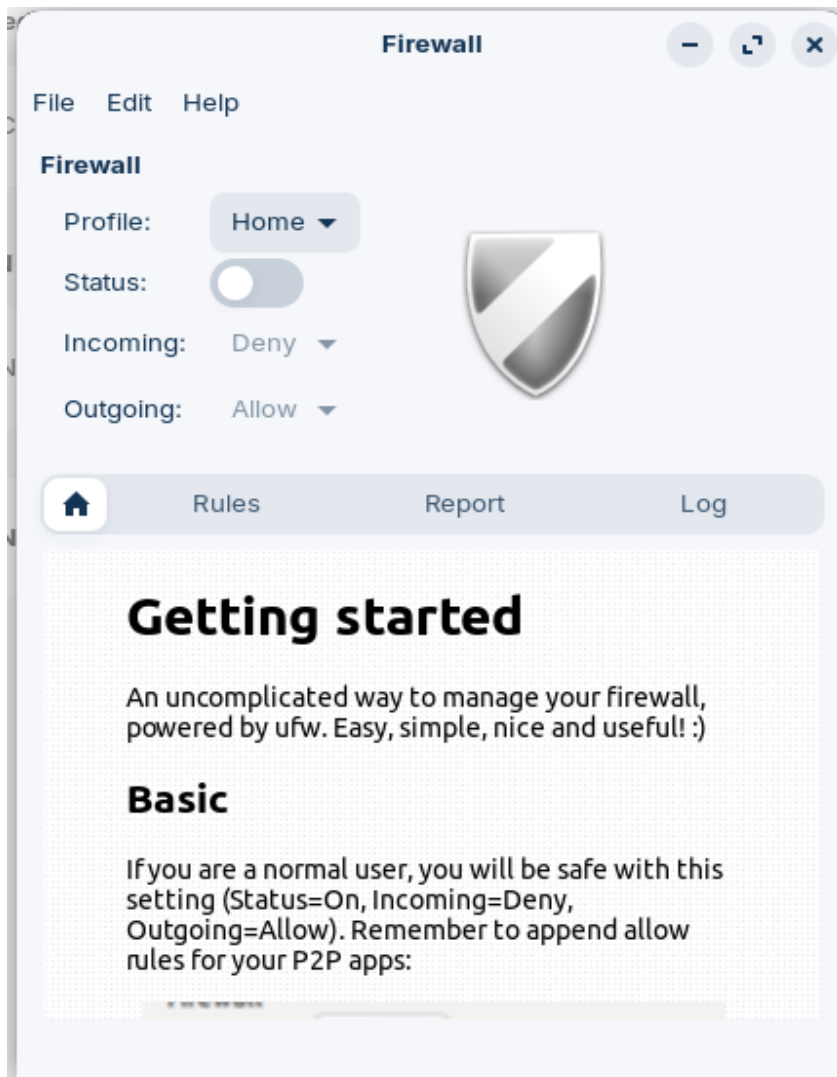 Firewall
File Edit Help
Firewall
Profile: Home
Status:
Incoming: Deny
Outgoing: Allow
Rules Report Log
Getting started
An uncomplicated way to manage your firewall,
powered by ufw. Easy, simple, nice and useful! :)
Basic
If you are a normal user, you will be safe with this
setting (Status=On, Incoming=Deny,
Outgoing=Allow). Remember to append allow
rules for your P2P apps: